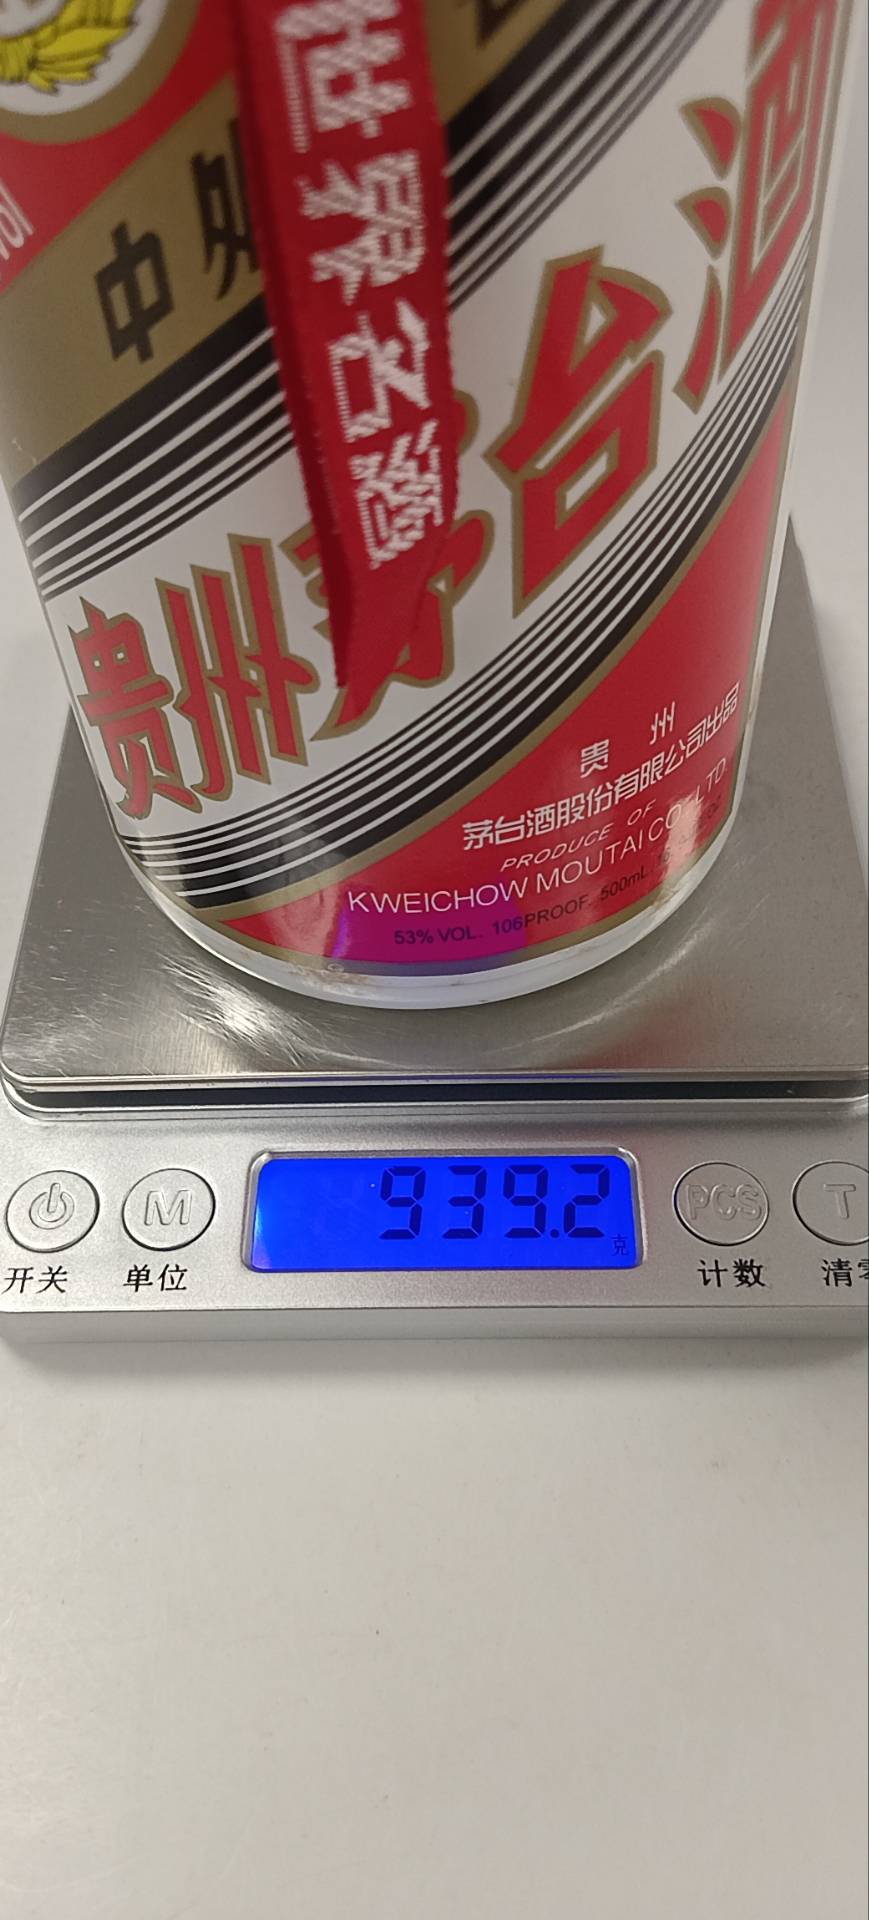 世界名酒
中
贵州茅台酒
贵 州
茅台酒股份有限公司出品
PRODUCE OF
KWEICHOW MOUTAI CO., LTD.
53% VOL. 106PROOF. 500mL.
939.2
克
M
PCS
T
开关
单位
计数
清